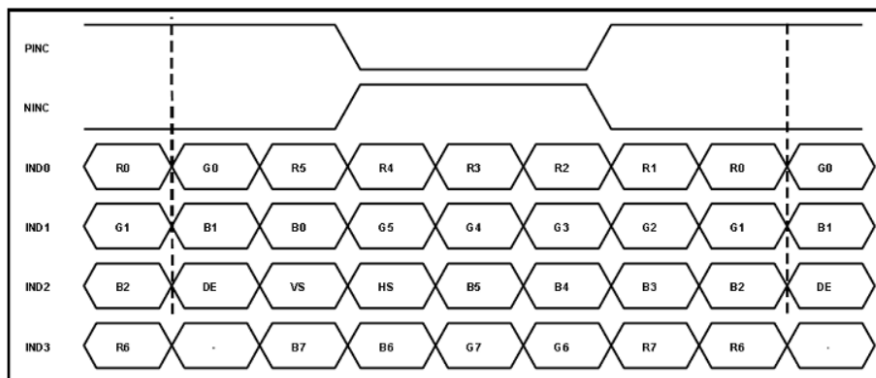 PINC
NINC
IND0 R0 G0 R5 R4 R3 R2 R1 R0 G0
IND1 G1 B1 B0 G5 G4 G3 G2 G1 B1
IND2 B2 DE VS HS B5 B4 B3 B2 DE
IND3 R6 - B7 B6 G7 G6 R7 R6 -